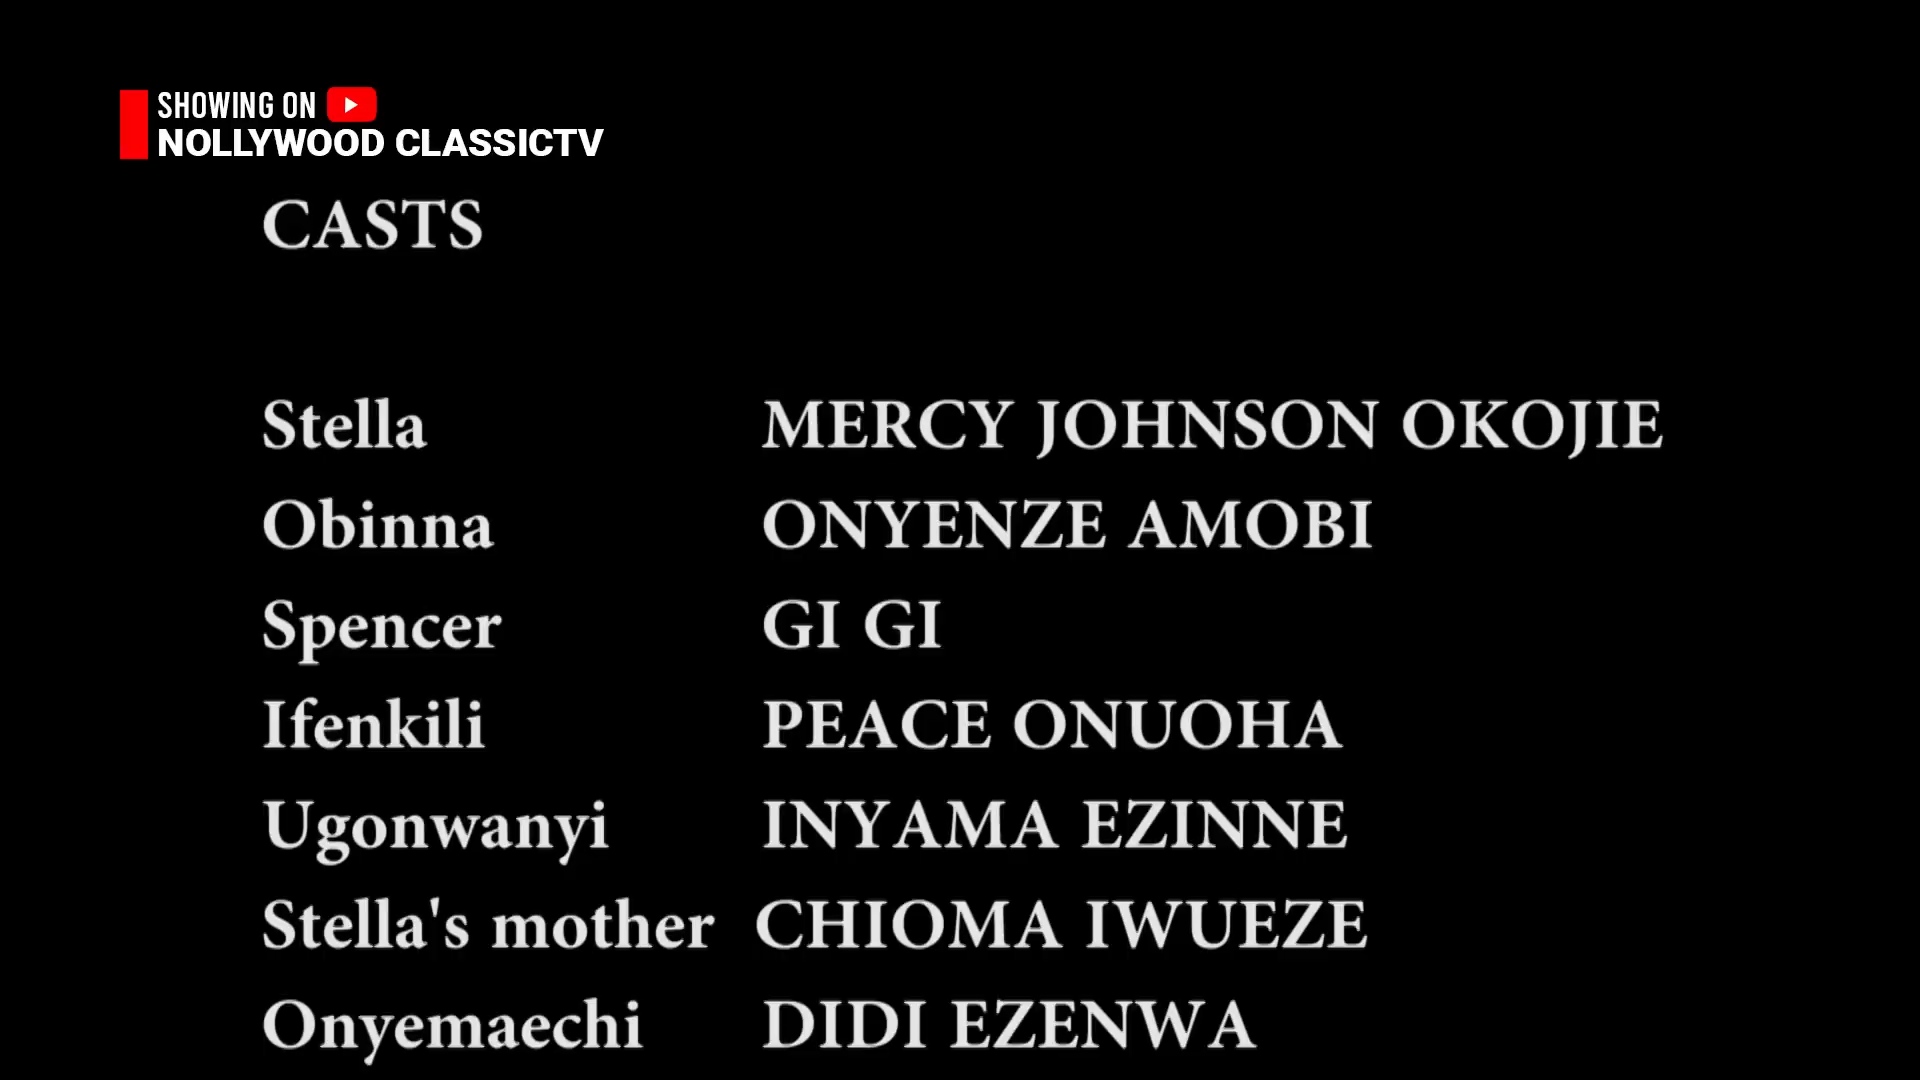 SHOWING ON
NOLLYWOOD CLASSICTV
CASTS
Stella MERCY JOHNSON OKOJIE
Obinna ONYENZE AMOBI
Spencer GI GI
Ifenkili PEACE ONUOHA
Ugonwanyi INYAMA EZINNE
Stella's mother CHIOMA IWUEZE
Onyemaechi DIDI EZENWA